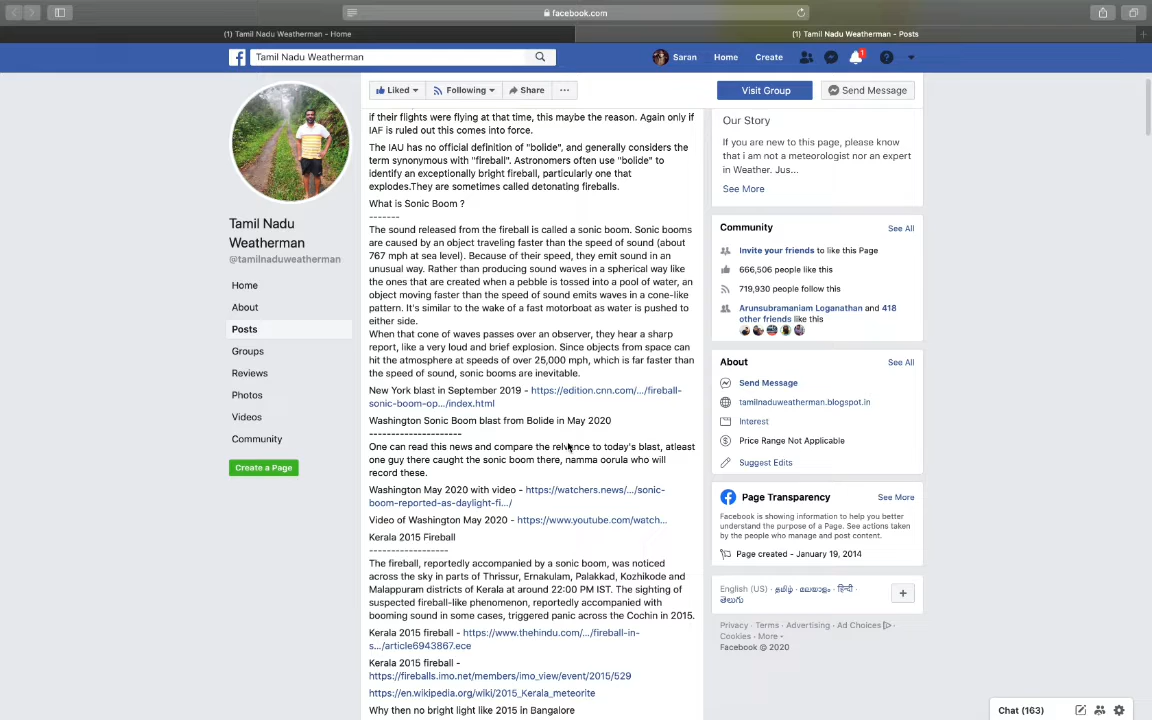 facebook.com
(1) Tamil Nadu Weatherman - Home
(1) Tamil Nadu Weatherman - Posts
Tamil Nadu Weatherman
Saran
Home
Create
1
Liked
Following
Share
Visit Group
Send Message
Tamil Nadu
Weatherman
@tamilnaduweatherman
Home
About
Posts
Groups
Reviews
Photos
Videos
Community
Create a Page
if their flights were flying at that time, this maybe the reason. Again only if
IAF is ruled out this comes into force.
The IAU has no official definition of "bolide", and generally considers the
term synonymous with "fireball". Astronomers often use "bolide" to
identify an exceptionally bright fireball, particularly one that
explodes.They are sometimes called detonating fireballs.
What is Sonic Boom ?
-------
The sound released from the fireball is called a sonic boom. Sonic booms
are caused by an object traveling faster than the speed of sound (about
767 mph at sea level). Because of their speed, they emit sound in an
unusual way. Rather than producing sound waves in a spherical way like
the ones that are created when a pebble is tossed into a pool of water, an
object moving faster than the speed of sound emits waves in a cone-like
pattern. It's similar to the wake of a fast motorboat as water is pushed to
either side.
When that cone of waves passes over an observer, they hear a sharp
report, like a very loud and brief explosion. Since objects from space can
hit the atmosphere at speeds of over 25,000 mph, which is far faster than
the speed of sound, sonic booms are inevitable.
New York blast in September 2019 - https://edition.cnn.com/.../fireball-
sonic-boom-op.../index.html
Washington Sonic Boom blast from Bolide in May 2020
---------------------
One can read this news and compare the relevance to today's blast, atleast
one guy there caught the sonic boom there, namma oorula who will
record these.
Washington May 2020 with video - https://watchers.news/.../sonic-
boom-reported-as-daylight-fi.../
Video of Washington May 2020 - https://www.youtube.com/watch...
Kerala 2015 Fireball
------------------
The fireball, reportedly accompanied by a sonic boom, was noticed
across the sky in parts of Thrissur, Ernakulam, Palakkad, Kozhikode and
Malappuram districts of Kerala at around 22:00 PM IST. The sighting of
suspected fireball-like phenomenon, reportedly accompanied with
booming sound in some cases, triggered panic across the Cochin in 2015.
Kerala 2015 fireball - https://www.thehindu.com/.../fireball-in-
s.../article6943867.ece
Kerala 2015 fireball -
https://fireballs.imo.net/members/imo_view/event/2015/529
https://en.wikipedia.org/wiki/2015_Kerala_meteorite
Why then no bright light like 2015 in Bangalore
Our Story
If you are new to this page, please know
that i am not a meteorologist nor an expert
in Weather. Jus...
See More
Community
See All
Invite your friends to like this Page
666,506 people like this
719,930 people follow this
Arunsubramaniam Loganathan and 418
other friends like this
About
See All
Send Message
tamilnaduweatherman.blogspot.in
Interest
Price Range Not Applicable
Suggest Edits
Page Transparency
See More
Facebook is showing information to help you better
understand the purpose of a Page. See actions taken
by the people who manage and post content.
Page created - January 19, 2014
English (US) · தமிழ் · മലയാളം · हिन्दी ·
తెలుగు
Privacy · Terms · Advertising · Ad Choices ·
Cookies · More
Facebook © 2020
Chat (163)